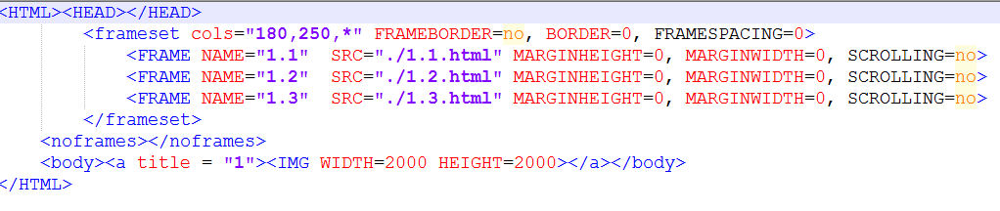 <HTML><HEAD></HEAD>
<frameset cols="180,250,*" FRAMEBORDER=no, BORDER=0, FRAMESPACING=0>
<FRAME NAME="1.1"  SRC="./1.1.html" MARGINHEIGHT=0, MARGINWIDTH=0, SCROLLING=no>
<FRAME NAME="1.2"  SRC="./1.2.html" MARGINHEIGHT=0, MARGINWIDTH=0, SCROLLING=no>
<FRAME NAME="1.3"  SRC="./1.3.html" MARGINHEIGHT=0, MARGINWIDTH=0, SCROLLING=no>
</frameset>
<noframes></noframes>
<body><a title = "1"><IMG WIDTH=2000 HEIGHT=2000></a></body>
</HTML>